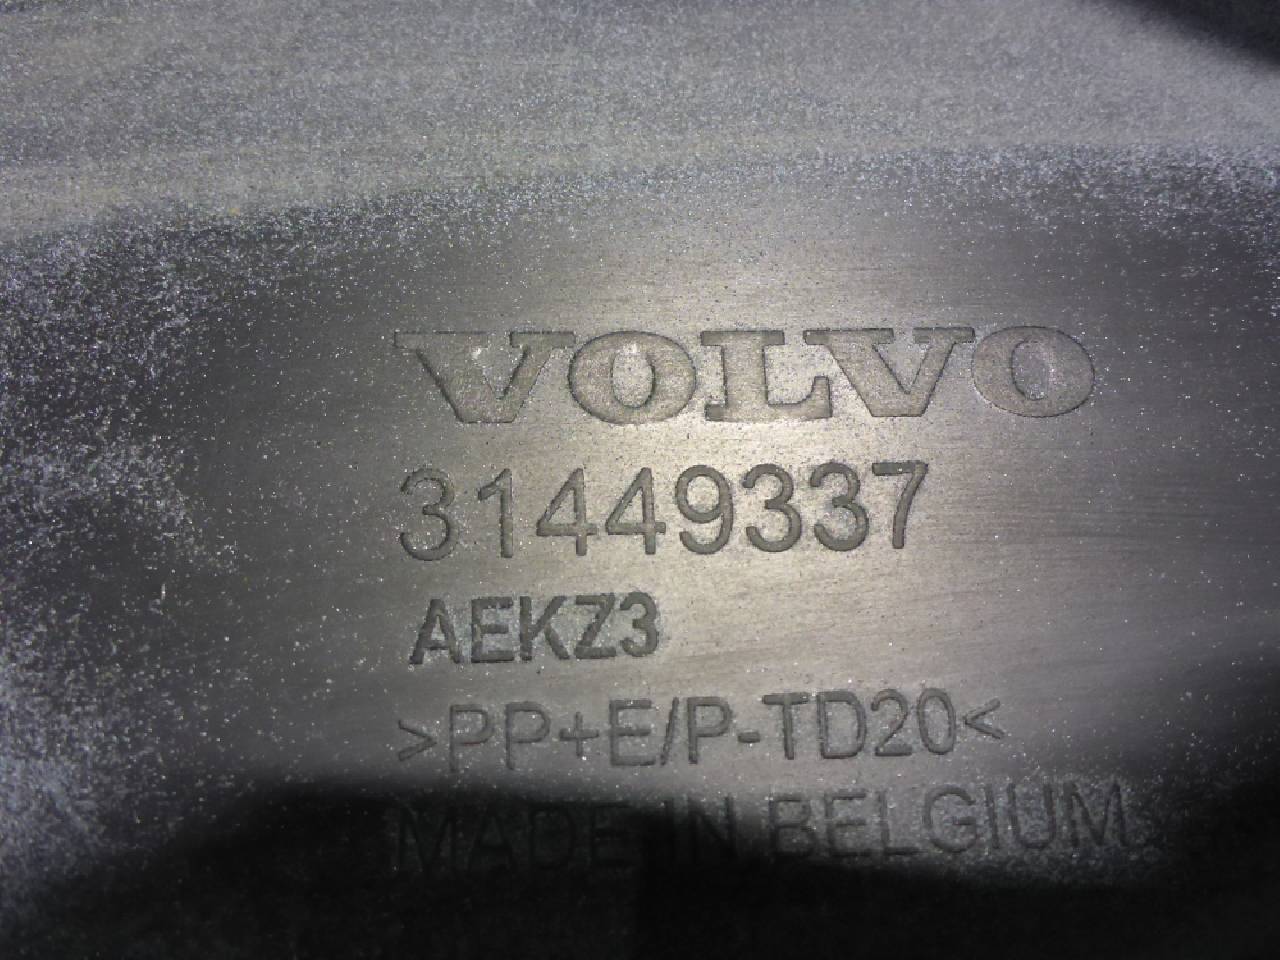 VOLVO
31449337
AEKZ3
>PP+E/P-TD20<
MADE IN BELGIUM